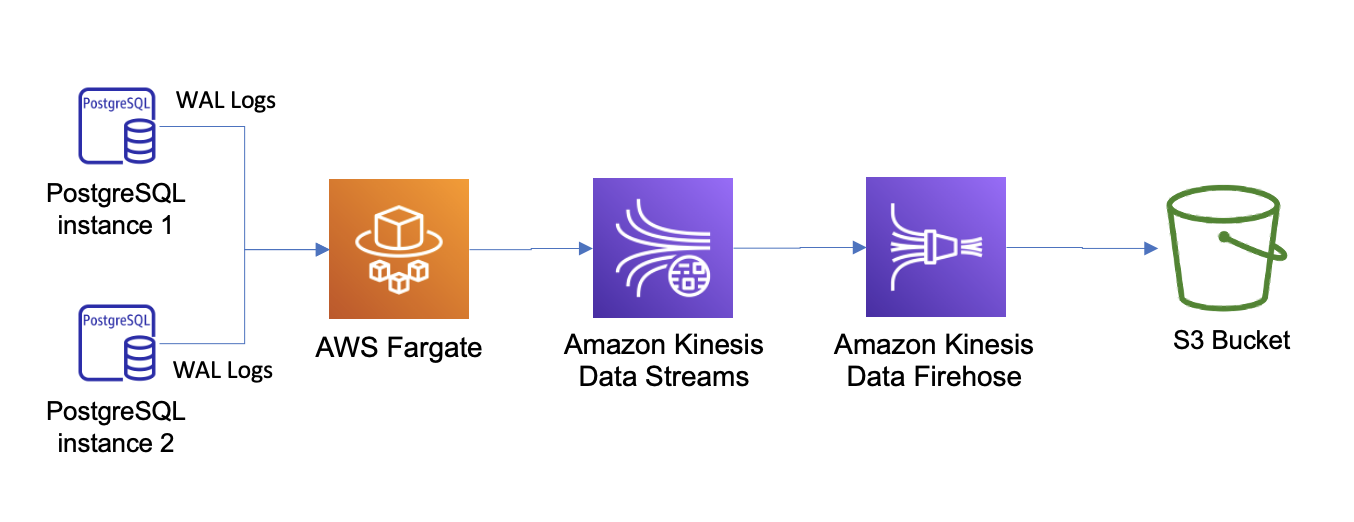 PostgreSQL
WAL Logs
PostgreSQL
instance 1
PostgreSQL
WAL Logs
PostgreSQL
instance 2
AWS Fargate
Amazon Kinesis
Data Streams
Amazon Kinesis
Data Firehose
S3 Bucket